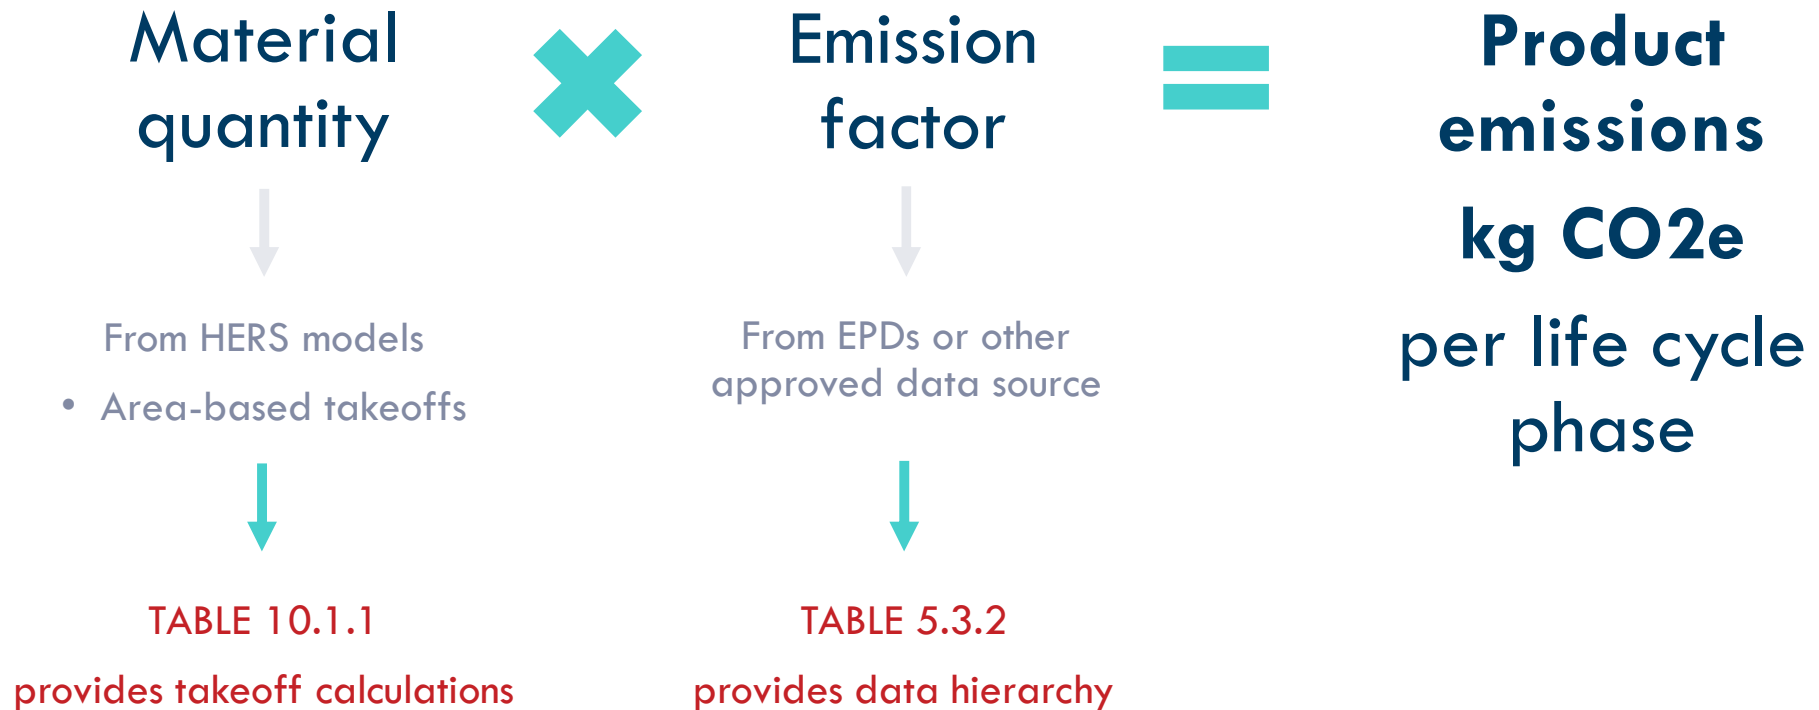 Material
quantity
From HERS models
• Area-based takeoffs
TABLE 10.1.1
provides takeoff calculations
Emission
factor
From EPDs or other
approved data source
TABLE 5.3.2
provides data hierarchy
Product
emissions
kg CO2e
per life cycle
phase